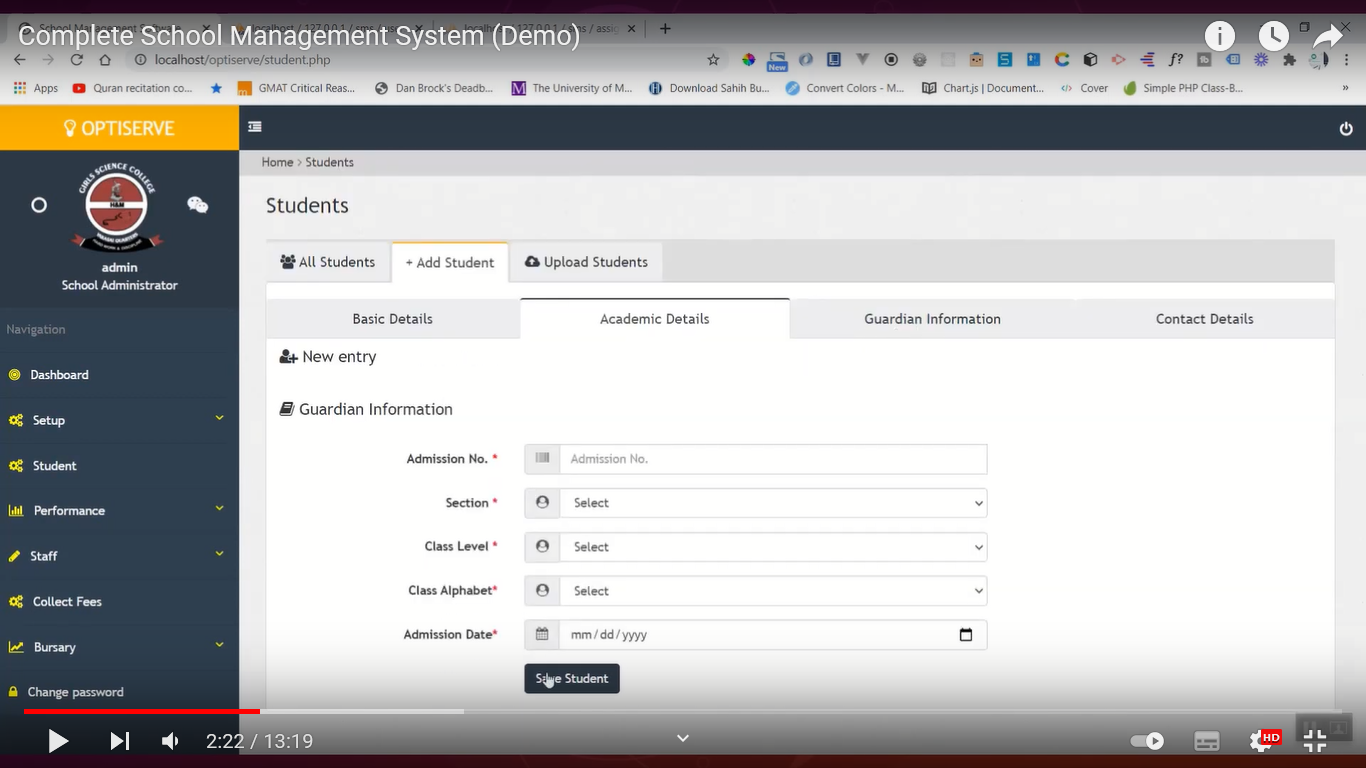 Complete School Management System (Demo)
localhost/optiserve/student.php
New
Apps
Quran recitation co...
GMAT Critical Reas...
Dan Brock's Deadb...
The University of M...
Download Sahih Bu...
Convert Colors - M...
Chart.js | Document...
Cover
Simple PHP Class-B...
»
OPTISERVE
Home > Students
GIRLS SCIENCE COLLEGE
Students
All Students
+ Add Student
Upload Students
admin
School Administrator
Basic Details
Academic Details
Guardian Information
Contact Details
Navigation
New entry
Dashboard
Guardian Information
Setup
Admission No. *
Admission No.
Student
Section *
Select
Performance
Class Level *
Select
Staff
Class Alphabet*
Select
Collect Fees
Admission Date*
mm/dd/yyyy
Bursary
Save Student
Change password
2:22 / 13:19
HD